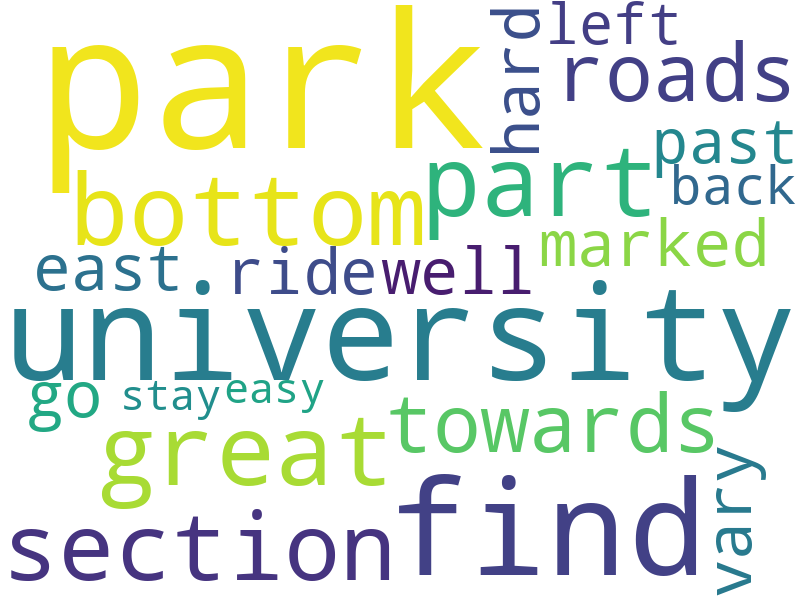 park
hard
left
roads
past
back
bottom
part
marked
east
ride
well
university
go
stay
easy
great
towards
vary
section
find